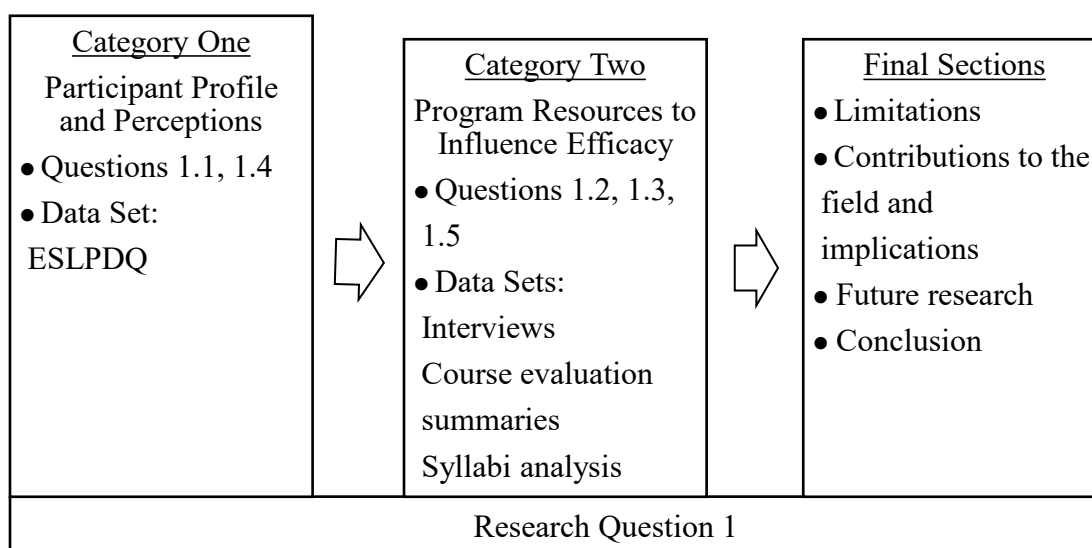 Category One
Participant Profile
and Perceptions
● Questions 1.1, 1.4
● Data Set:
ESLPDQ
Category Two
Program Resources to
Influence Efficacy
● Questions 1.2, 1.3,
1.5
● Data Sets:
Interviews
Course evaluation
summaries
Syllabi analysis
Final Sections
● Limitations
● Contributions to the
field and
implications
● Future research
● Conclusion
Research Question 1